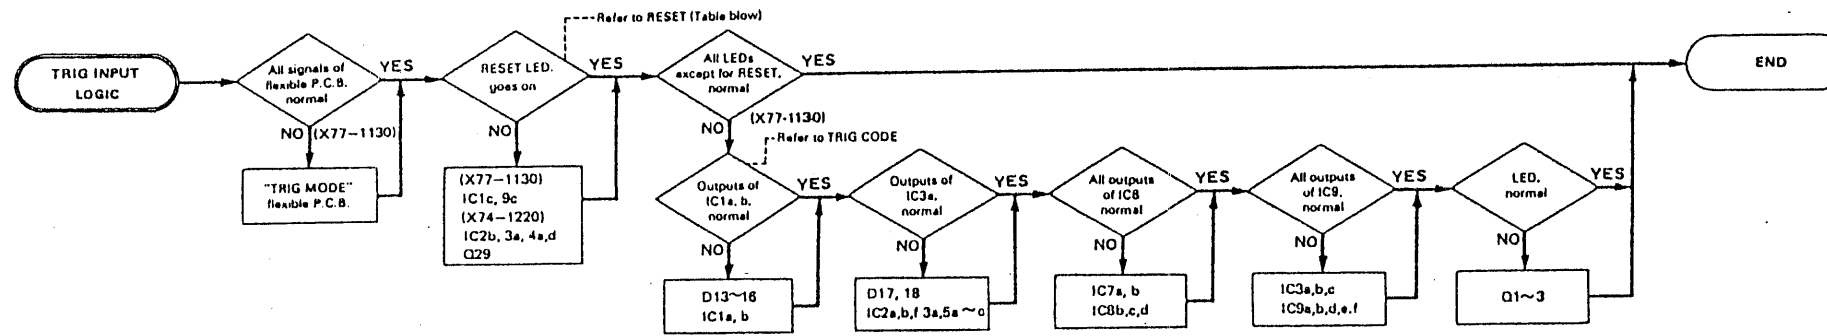 Refer to RESET (Table blow)
TRIG INPUT
LOGIC
All signals of
flexible P.C.B.
normal
YES
NO
(X77-1130)
"TRIG MODE"
flexible P.C.B.
RESET LED.
goes on
YES
NO
(X77-1130)
IC1c, 9c
(X74-1220)
IC2b, 3a, 4a,d
Q29
All LEDs
except for RESET,
normal
YES
NO
(X77-1130)
Refer to TRIG CODE
Outputs of
IC1a, b,
normal
YES
NO
D13~16
IC1a, b
Outputs of
IC3a,
normal
YES
NO
D17, 18
IC2a,b,f 3a,5a~c
All outputs
of IC8
normal
YES
NO
IC7a, b
IC8b,c,d
All outputs
of IC9,
normal
YES
NO
IC3a,b,c
IC9a,b,d,e.f
LED,
normal
YES
NO
Q1~3
END